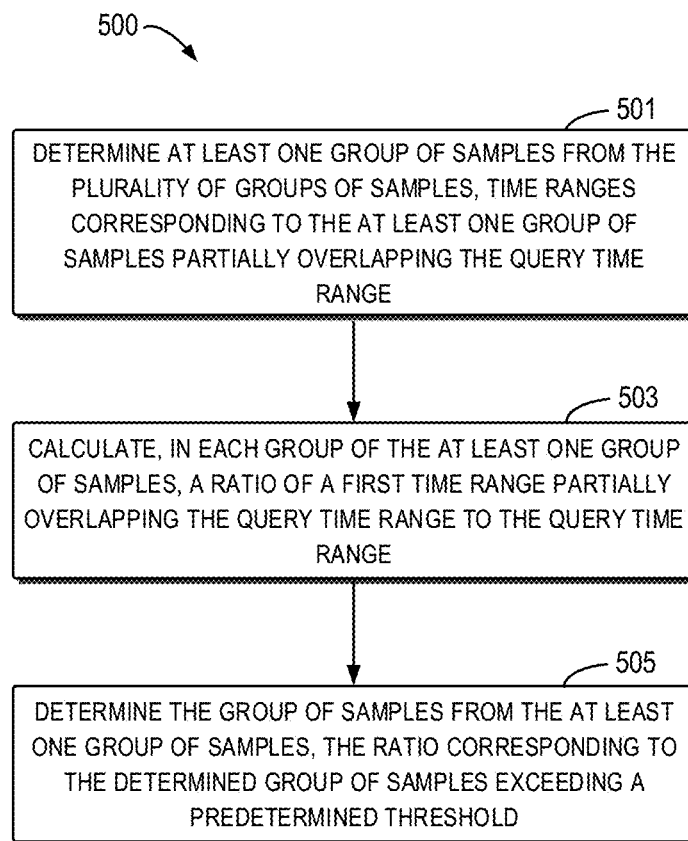 500
501
DETERMINE AT LEAST ONE GROUP OF SAMPLES FROM THE
PLURALITY OF GROUPS OF SAMPLES, TIME RANGES
CORRESPONDING TO THE AT LEAST ONE GROUP OF
SAMPLES PARTIALLY OVERLAPPING THE QUERY TIME
RANGE
503
CALCULATE, IN EACH GROUP OF THE AT LEAST ONE GROUP
OF SAMPLES, A RATIO OF A FIRST TIME RANGE PARTIALLY
OVERLAPPING THE QUERY TIME RANGE TO THE QUERY TIME
RANGE
505
DETERMINE THE GROUP OF SAMPLES FROM THE AT LEAST
ONE GROUP OF SAMPLES, THE RATIO CORRESPONDING TO
THE DETERMINED GROUP OF SAMPLES EXCEEDING A
PREDETERMINED THRESHOLD